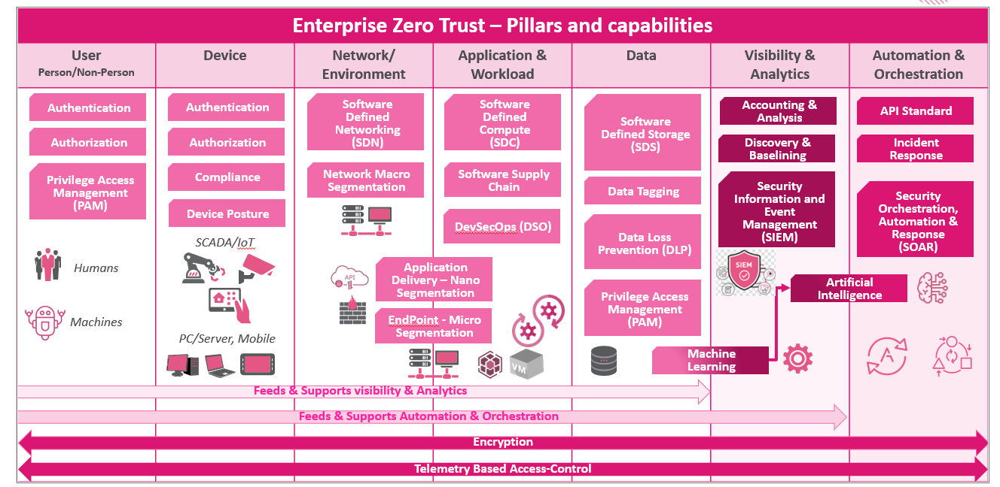 Enterprise Zero Trust – Pillars and capabilities
User
Person/Non-Person
Device
Network/
Environment
Application &
Workload
Data
Visibility &
Analytics
Automation &
Orchestration
Authentication
Authorization
Privilege Access
Management
(PAM)
Humans
Machines
Authentication
Authorization
Compliance
Device Posture
SCADA/IoT
PC/Server, Mobile
Software
Defined
Networking
(SDN)
Network Macro
Segmentation
API
Application
Delivery – Nano
Segmentation
EndPoint - Micro
Segmentation
Software
Defined
Compute
(SDC)
Software Supply
Chain
DevSecOps (DSO)
VM
Software
Defined Storage
(SDS)
Data Tagging
Data Loss
Prevention (DLP)
Privilege Access
Management
(PAM)
Machine
Learning
Accounting &
Analysis
Discovery &
Baselining
Security
Information and
Event
Management
(SIEM)
SIEM
Artificial
Intelligence
API Standard
Incident
Response
Security
Orchestration,
Automation &
Response
(SOAR)
A
Feeds & Supports visibility & Analytics
Feeds & Supports Automation & Orchestration
Encryption
Telemetry Based Access-Control